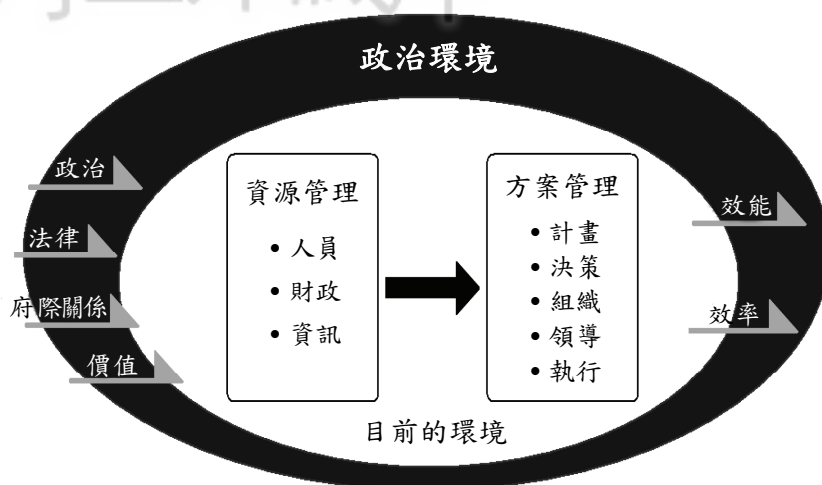 政治環境
政治
法律
府際關係
價值
資源管理
• 人員
• 財政
• 資訊
方案管理
• 計畫
• 決策
• 組織
• 領導
• 執行
效能
效率
目前的環境